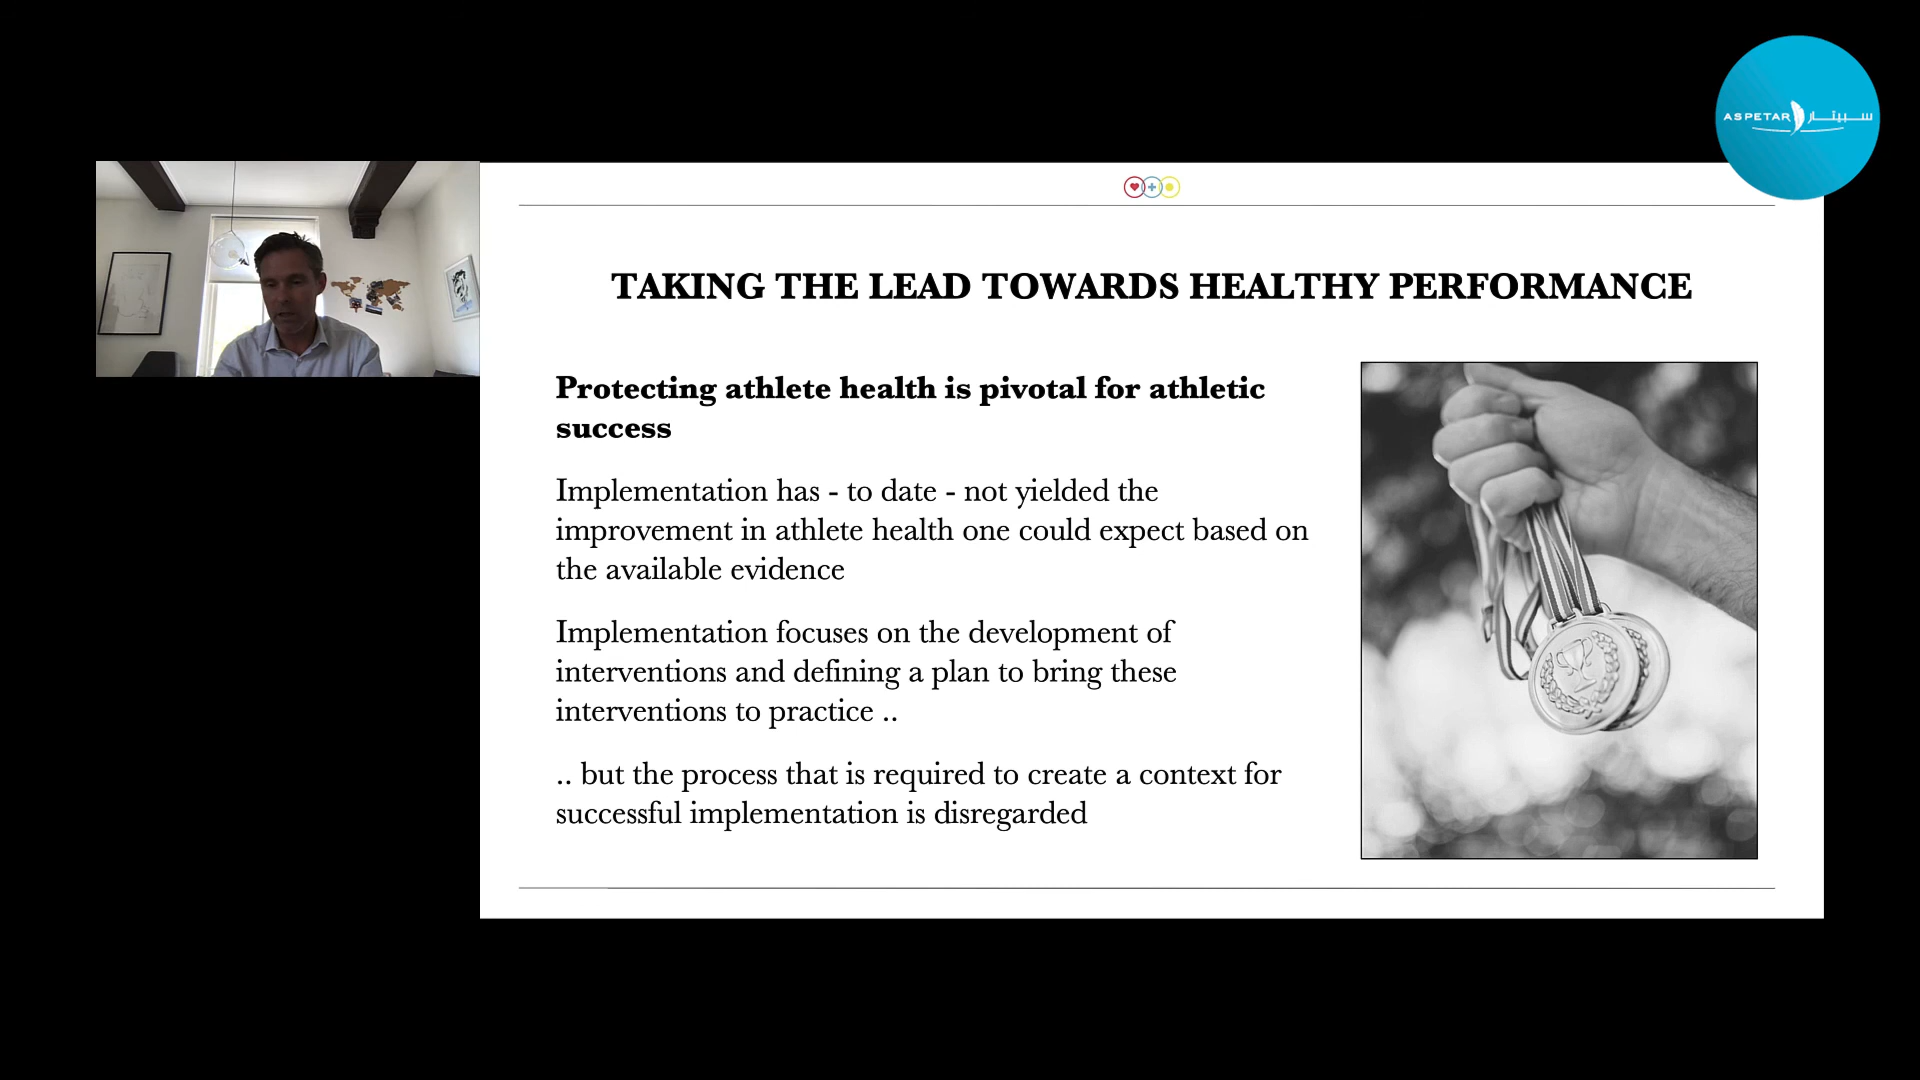 ASPETAR سبيتار
TAKING THE LEAD TOWARDS HEALTHY PERFORMANCE
Protecting athlete health is pivotal for athletic
success
Implementation has - to date - not yielded the
improvement in athlete health one could expect based on
the available evidence
Implementation focuses on the development of
interventions and defining a plan to bring these
interventions to practice ..
.. but the process that is required to create a context for
successful implementation is disregarded